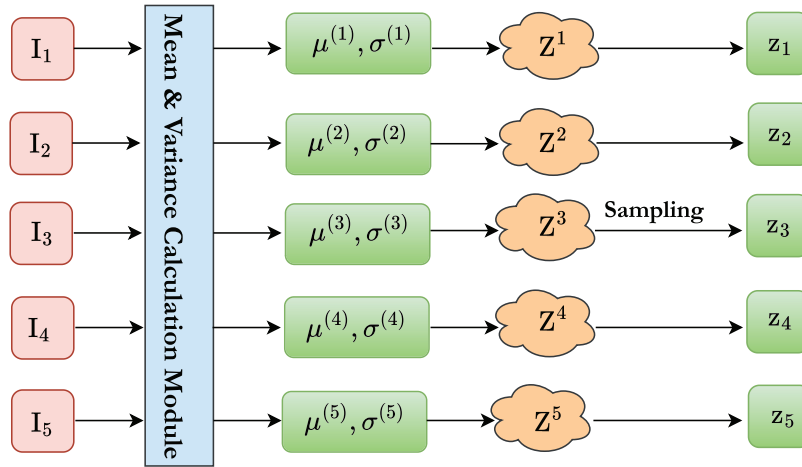 I₁
μ⁽¹⁾, σ⁽¹⁾
Z¹
z₁
I₂
μ⁽²⁾, σ⁽²⁾
Z²
z₂
Mean & Variance Calculation Module
I₃
μ⁽³⁾, σ⁽³⁾
Z³
Sampling
z₃
I₄
μ⁽⁴⁾, σ⁽⁴⁾
Z⁴
z₄
I₅
μ⁽⁵⁾, σ⁽⁵⁾
Z⁵
z₅